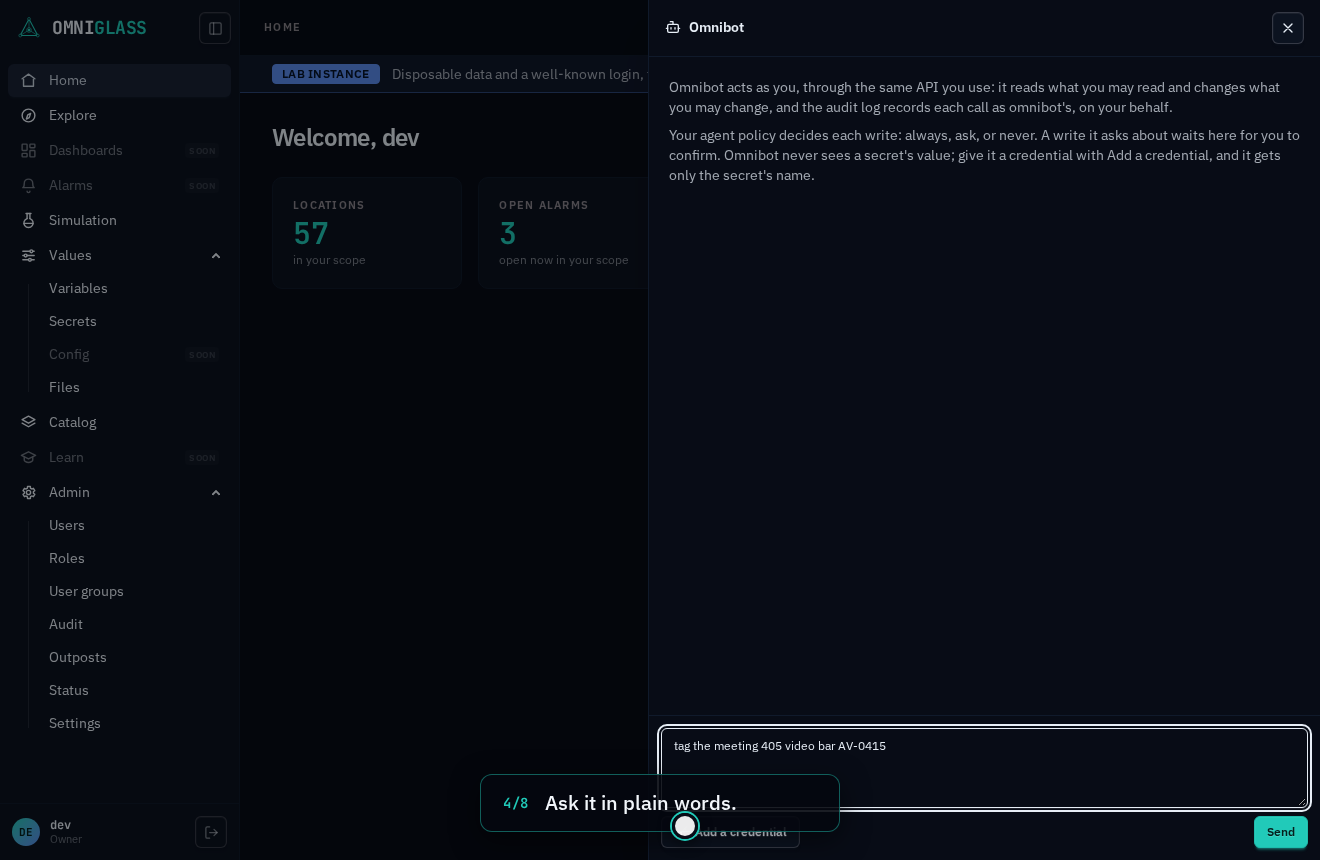 OMNIGLASS
Home
Explore
Dashboards SOON
Alarms SOON
Simulation
Values
Variables
Secrets
Config SOON
Files
Catalog
Learn SOON
Admin
Users
Roles
User groups
Audit
Outposts
Status
Settings
DE dev
Owner
HOME
LAB INSTANCE Disposable data and a well-known login,
Welcome, dev
LOCATIONS
57
in your scope
OPEN ALARMS
3
open now in your scope
Omnibot
Omnibot acts as you, through the same API you use: it reads what you may read and changes what
you may change, and the audit log records each call as omnibot's, on your behalf.
Your agent policy decides each write: always, ask, or never. A write it asks about waits here for you to
confirm. Omnibot never sees a secret's value; give it a credential with Add a credential, and it gets
only the secret's name.
tag the meeting 405 video bar AV-0415
4/8 Ask it in plain words.
Add a credential
Send